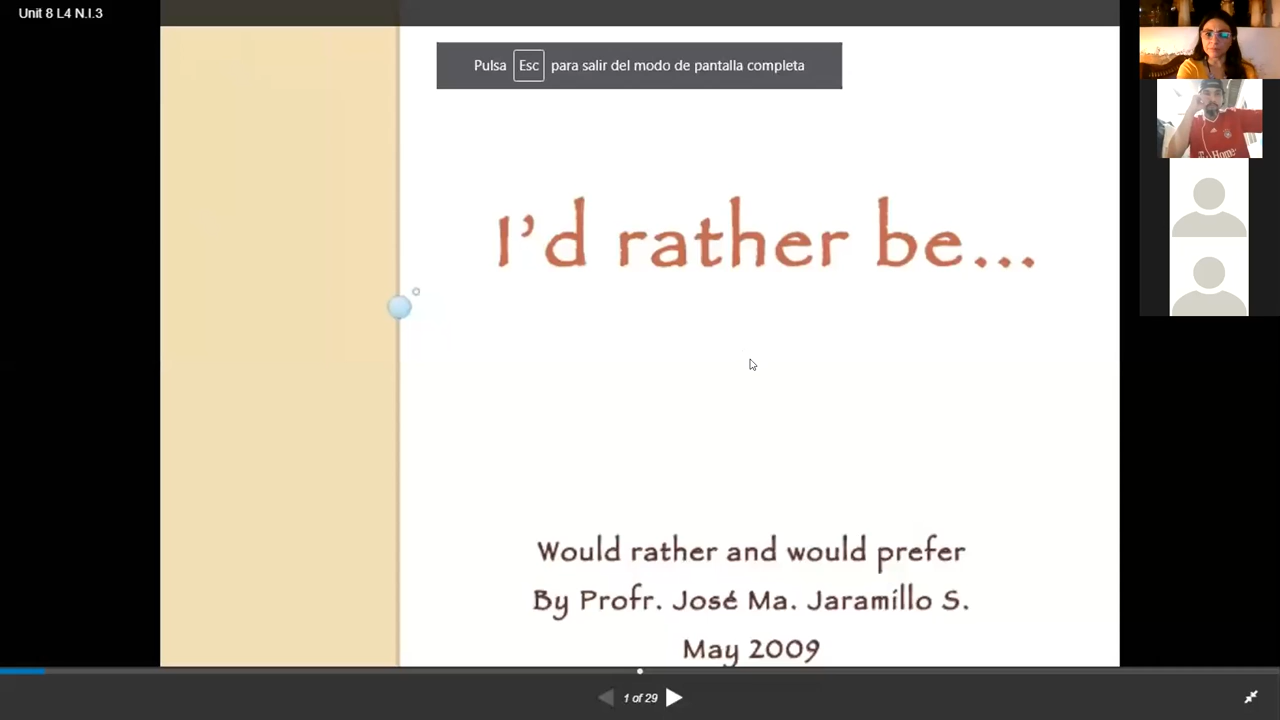 Unit 8 L4 N.I.3
Pulsa Esc para salir del modo de pantalla completa
I'd rather be...
Would rather and would prefer
By Profr. José Ma. Jaramillo S.
May 2009
1 of 29
Home